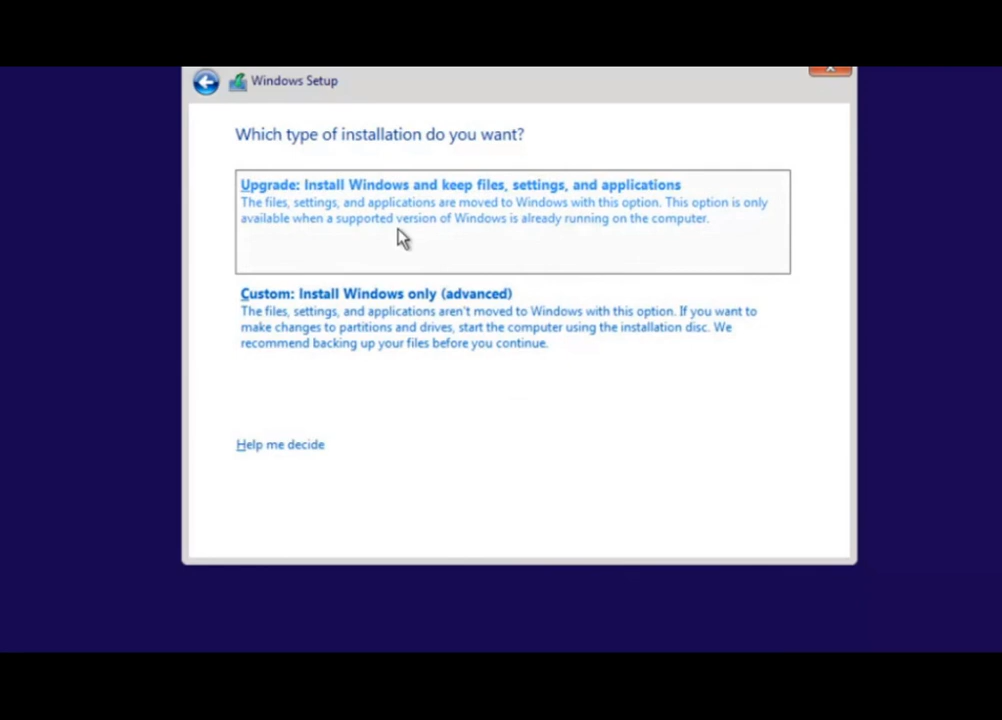 Windows Setup
Which type of installation do you want?
Upgrade: Install Windows and keep files, settings, and applications
The files, settings, and applications are moved to Windows with this option. This option is only
available when a supported version of Windows is already running on the computer.
Custom: Install Windows only (advanced)
The files, settings, and applications aren't moved to Windows with this option. If you want to
make changes to partitions and drives, start the computer using the installation disc. We
recommend backing up your files before you continue.
Help me decide